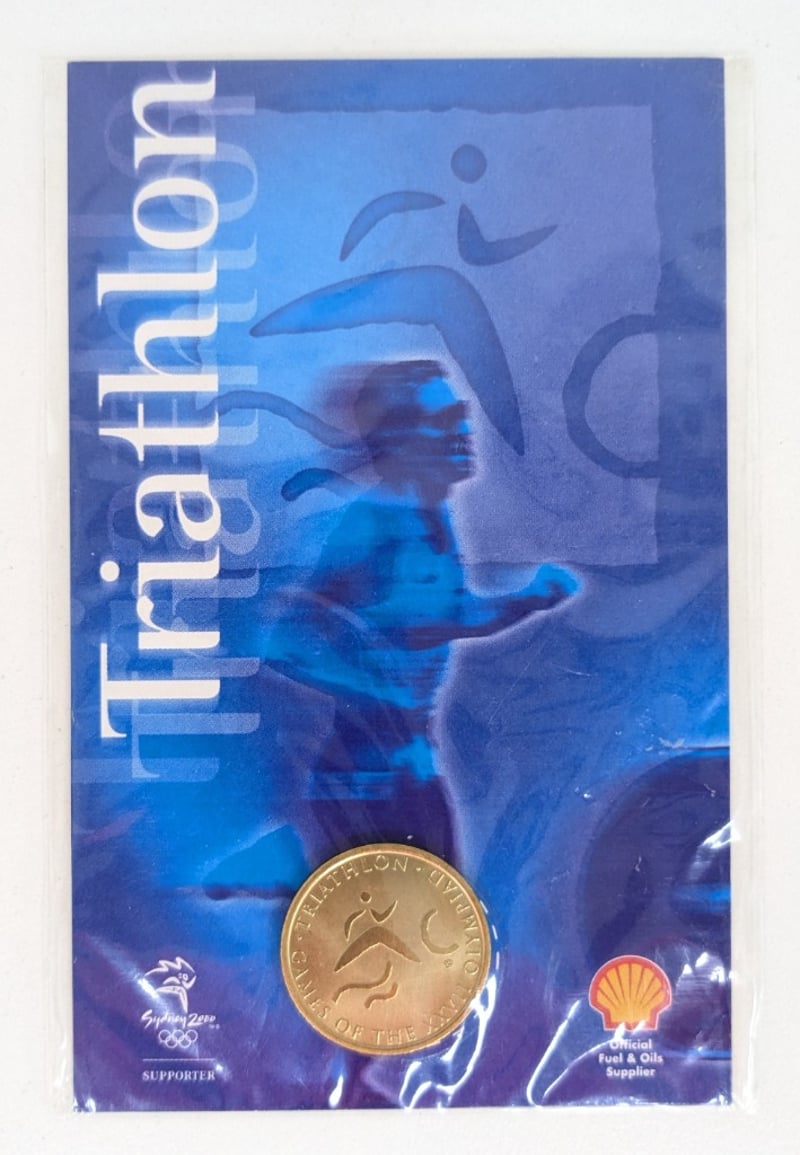 Triathlon
TRIATHLON · GAMES OF THE XXVII OLYMPIAD ·
Sydney 2000
SUPPORTER
Official
Fuel & Oils
Supplier